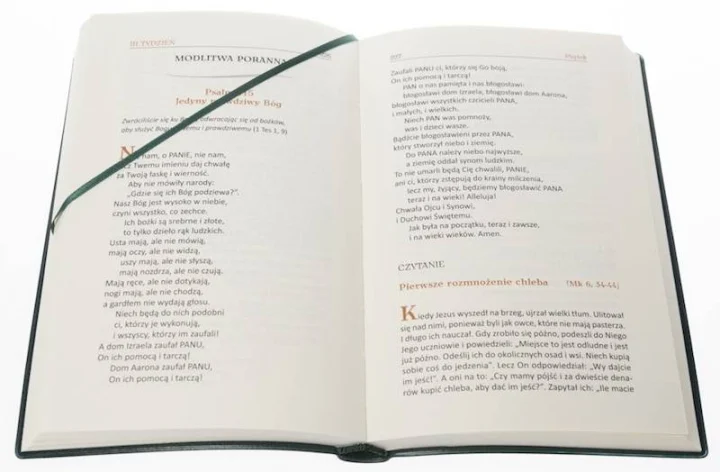 III TYDZIEŃ
MODLITWA PORANNA
Psalm 115
Jedyny prawdziwy Bóg
Zwróciliście się ku Bogu, odwracając się od bożków,
aby służyć Bogu żywemu i prawdziwemu (1 Tes 1, 9)
Nie nam, o PANIE, nie nam,
lecz Twemu imieniu daj chwałę
za Twoją łaskę i wierność.
Aby nie mówiły narody:
„Gdzie się ich Bóg podziewa?”.
Nasz Bóg jest wysoko w niebie,
czyni wszystko, co zechce.
Ich bożki są srebrne i złote,
to tylko dzieło rąk ludzkich.
Usta mają, ale nie mówią,
mają oczy, ale nie widzą,
uszy mają, ale nie słyszą,
mają nozdrza, ale nie czują.
Mają ręce, ale nie dotykają,
nogi mają, ale nie chodzą,
a gardłem nie wydają głosu.
Niech będą do nich podobni
ci, którzy je wykonują,
i wszyscy, którzy im zaufali!
A dom Izraela zaufał PANU,
On ich pomocą i tarczą!
Dom Aarona zaufał PANU,
On ich pomocą i tarczą!
Zaufali PANU ci, którzy się Go boją,
On ich pomocą i tarczą!
PAN o nas pamięta i nas błogosławi:
błogosławi dom Izraela, błogosławi dom Aarona,
błogosławi wszystkich czcicieli PANA,
i małych, i wielkich.
Niech PAN was pomnoży,
was i dzieci wasze.
Bądźcie błogosławieni przez PANA,
który stworzył niebo i ziemię.
Do PANA należy niebo najwyższe,
a ziemię oddał synom ludzkim.
To nie umarli będą Cię chwalili, PANIE,
ani ci, którzy zstępują do krainy milczenia,
lecz my, żyjący, będziemy błogosławić PANA
teraz i na wieki! Alleluja!
Chwała Ojcu i Synowi,
i Duchowi Świętemu.
Jak była na początku, teraz i zawsze,
i na wieki wieków. Amen.
CZYTANIE
Pierwsze rozmnożenie chleba (Mk 6, 34-44)
Kiedy Jezus wyszedł na brzeg, ujrzał wielki tłum. Ulitował
się nad nimi, ponieważ byli jak owce, które nie mają pasterza.
I długo ich nauczał. Gdy zrobiło się późno, podeszli do Niego
Jego uczniowie i powiedzieli: „Miejsce to jest odludne i jest
już późno. Odeślij ich do okolicznych osad i wsi. Niech kupią
sobie coś do jedzenia”. Lecz On odpowiedział: „Wy dajcie
im jeść!”. A oni na to: „Czy mamy pójść i za dwieście dena-
rów kupić chleba, aby dać im jeść?”. Zapytał ich: „Ile macie